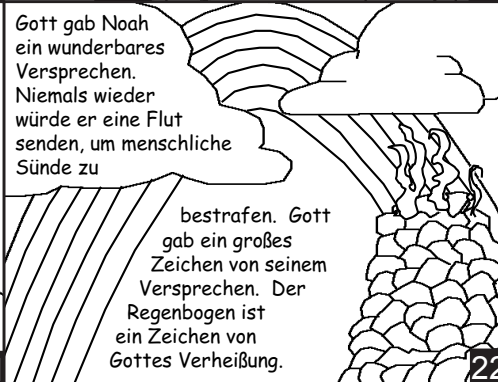 Gott gab Noah
ein wunderbares
Versprechen.
Niemals wieder
würde er eine Flut
senden, um menschliche
Sünde zu
bestrafen.  Gott
gab ein großes
Zeichen von seinem
Versprechen.  Der
Regenbogen ist
ein Zeichen von
Gottes Verheißung.
22